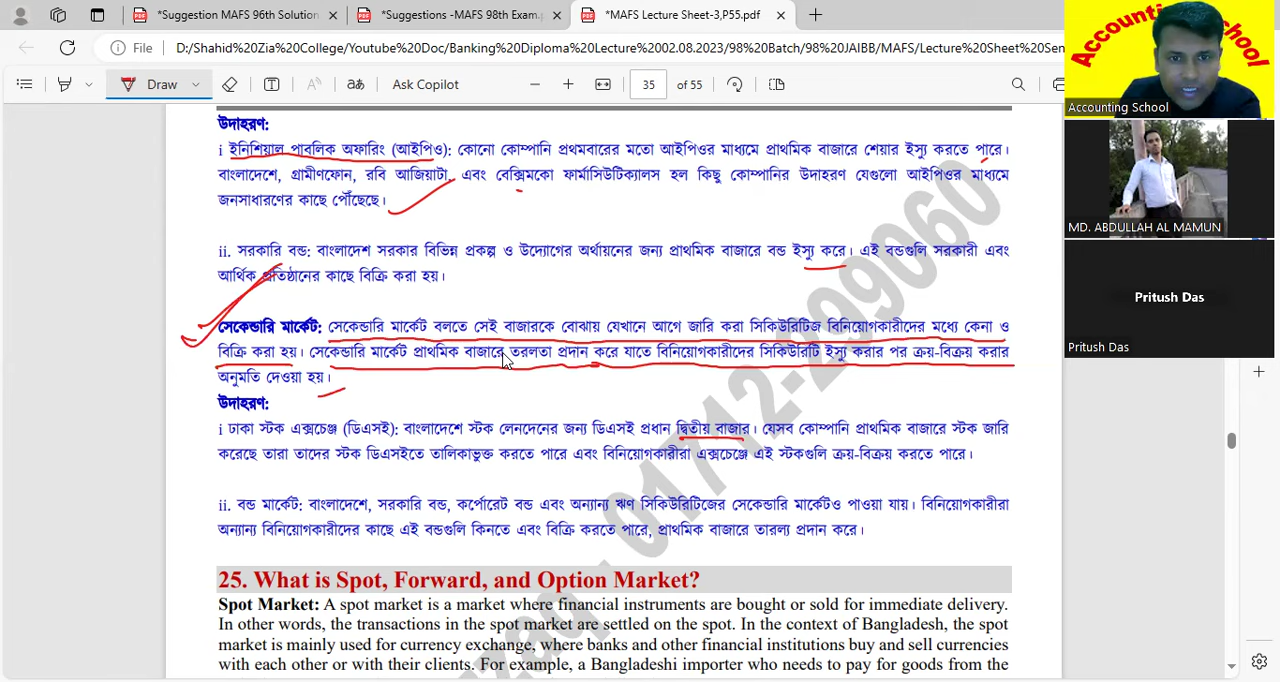 *Suggestion MAFS 96th Solution
*Suggestions -MAFS 98th Exam.p
*MAFS Lecture Sheet-3,P55.pdf
File
D:/Shahid%20Zia%20College/Youtube%20Doc/Banking%20Diploma%20Lecture%2002.08.2023/98%20Batch/98%20JAIBB/MAFS/Lecture%20Sheet%20Sen
Draw
aあ
Ask Copilot
35 of 55
Accounting School
Accounting School
MD. ABDULLAH AL MAMUN
Pritush Das
Pritush Das
উদাহরণ:
i ইনিশিয়াল পাবলিক অফারিং (আইপিও): কোনো কোম্পানি প্রথমবারের মতো আইপিওর মাধ্যমে প্রাথমিক বাজারে শেয়ার ইস্যু করতে পারে।
বাংলাদেশে, গ্রামীণফোন, রবি আজিয়াটা, এবং বেক্সিমকো ফার্মাসিউটিক্যালস হল কিছু কোম্পানির উদাহরণ যেগুলো আইপিওর মাধ্যমে
জনসাধারণের কাছে পৌঁছেছে।
ii. সরকারি বন্ড: বাংলাদেশ সরকার বিভিন্ন প্রকল্প ও উদ্যোগের অর্থায়নের জন্য প্রাথমিক বাজারে বন্ড ইস্যু করে। এই বন্ডগুলি সরকারী এবং
আর্থিক প্রতিষ্ঠানের কাছে বিক্রি করা হয়।
সেকেন্ডারি মার্কেট: সেকেন্ডারি মার্কেট বলতে সেই বাজারকে বোঝায় যেখানে আগে জারি করা সিকিউরিটিজ বিনিয়োগকারীদের মধ্যে কেনা ও
বিক্রি করা হয়। সেকেন্ডারি মার্কেট প্রাথমিক বাজারে তরলতা প্রদান করে যাতে বিনিয়োগকারীদের সিকিউরিটি ইস্যু করার পর ক্রয়-বিক্রয় করার
অনুমতি দেওয়া হয়।
উদাহরণ:
i ঢাকা স্টক এক্সচেঞ্জ (ডিএসই): বাংলাদেশে স্টক লেনদেনের জন্য ডিএসই প্রধান দ্বিতীয় বাজার। যেসব কোম্পানি প্রাথমিক বাজারে স্টক জারি
করেছে তারা তাদের স্টক ডিএসইতে তালিকাভুক্ত করতে পারে এবং বিনিয়োগকারীরা এক্সচেঞ্জে এই স্টকগুলি ক্রয়-বিক্রয় করতে পারে।
ii. বন্ড মার্কেট: বাংলাদেশে, সরকারি বন্ড, কর্পোরেট বন্ড এবং অন্যান্য ঋণ সিকিউরিটিজের সেকেন্ডারি মার্কেটও পাওয়া যায়। বিনিয়োগকারীরা
অন্যান্য বিনিয়োগকারীদের কাছে এই বন্ডগুলি কিনতে এবং বিক্রি করতে পারে, প্রাথমিক বাজারে তারল্য প্রদান করে।
25. What is Spot, Forward, and Option Market?
Spot Market: A spot market is a market where financial instruments are bought or sold for immediate delivery.
In other words, the transactions in the spot market are settled on the spot. In the context of Bangladesh, the spot
market is mainly used for currency exchange, where banks and other financial institutions buy and sell currencies
with each other or with their clients. For example, a Bangladeshi importer who needs to pay for goods from the
zaq - 01712-299060